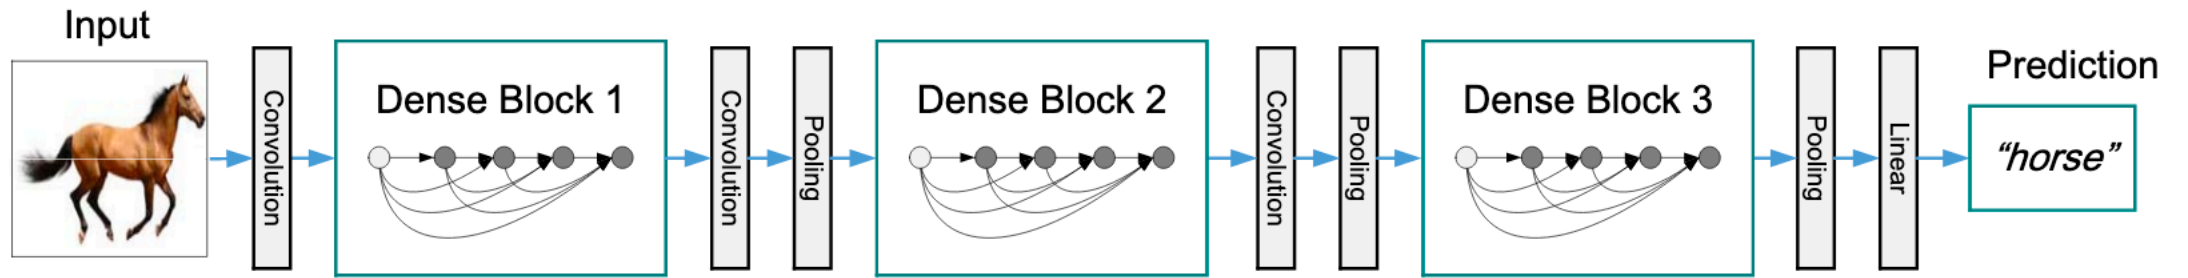 Input
Convolution
Dense Block 1
Convolution
Pooling
Dense Block 2
Convolution
Pooling
Dense Block 3
Pooling
Linear
Prediction
“horse”